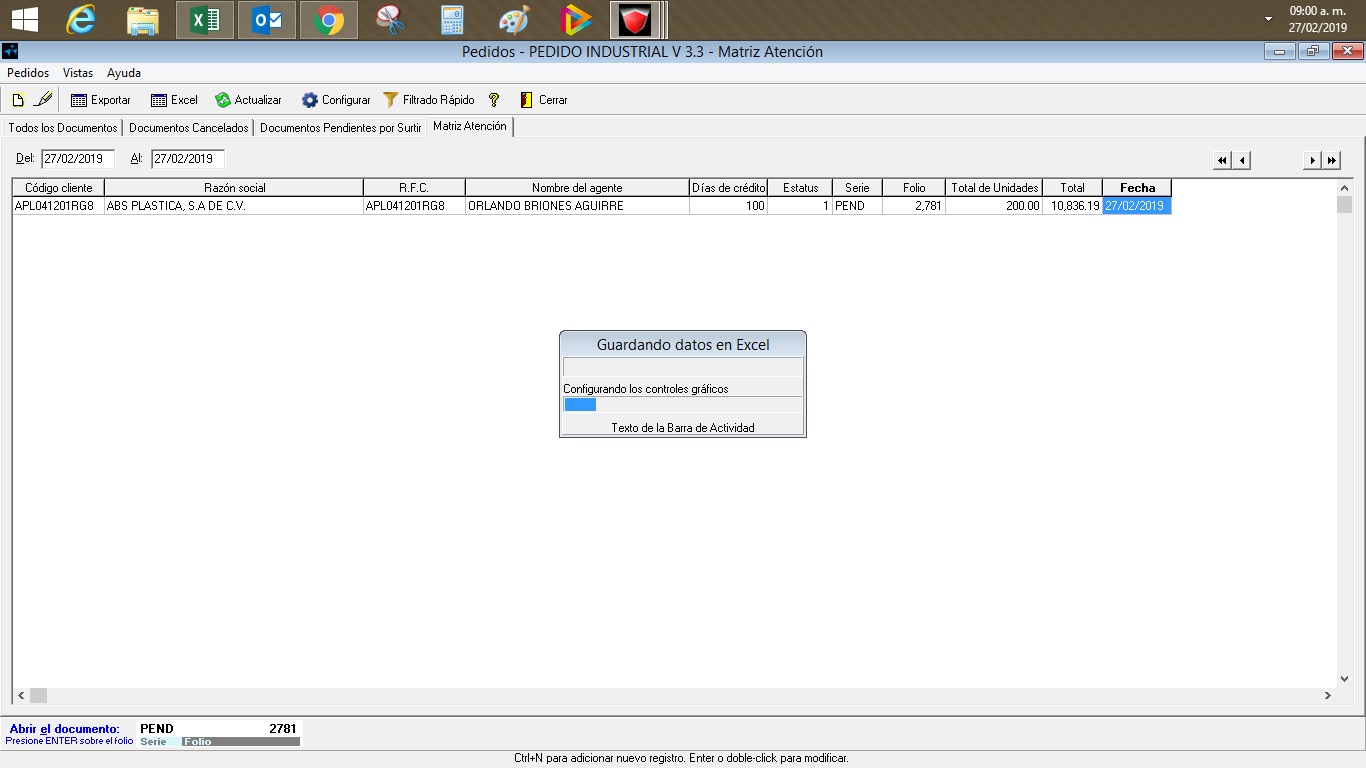 09:00 a. m.
27/02/2019
Pedidos - PEDIDO INDUSTRIAL V 3.3 - Matriz Atención
Pedidos Vistas Ayuda
Exportar Excel Actualizar Configurar Filtrado Rápido Cerrar
Todos los Documentos Documentos Cancelados Documentos Pendientes por Surtir Matriz Atención
Del: 27/02/2019 Al: 27/02/2019
Código cliente Razón social R.F.C. Nombre del agente Días de crédito Estatus Serie Folio Total de Unidades Total Fecha
APL041201RG8 ABS PLASTICA, S.A DE C.V. APL041201RG8 ORLANDO BRIONES AGUIRRE 100 1 PEND 2,781 200.00 10,836.19 27/02/2019
Guardando datos en Excel
Configurando los controles gráficos
Texto de la Barra de Actividad
Abrir el documento: PEND 2781
Presione ENTER sobre el folio Serie Folio
Ctrl+N para adicionar nuevo registro. Enter o doble-click para modificar.